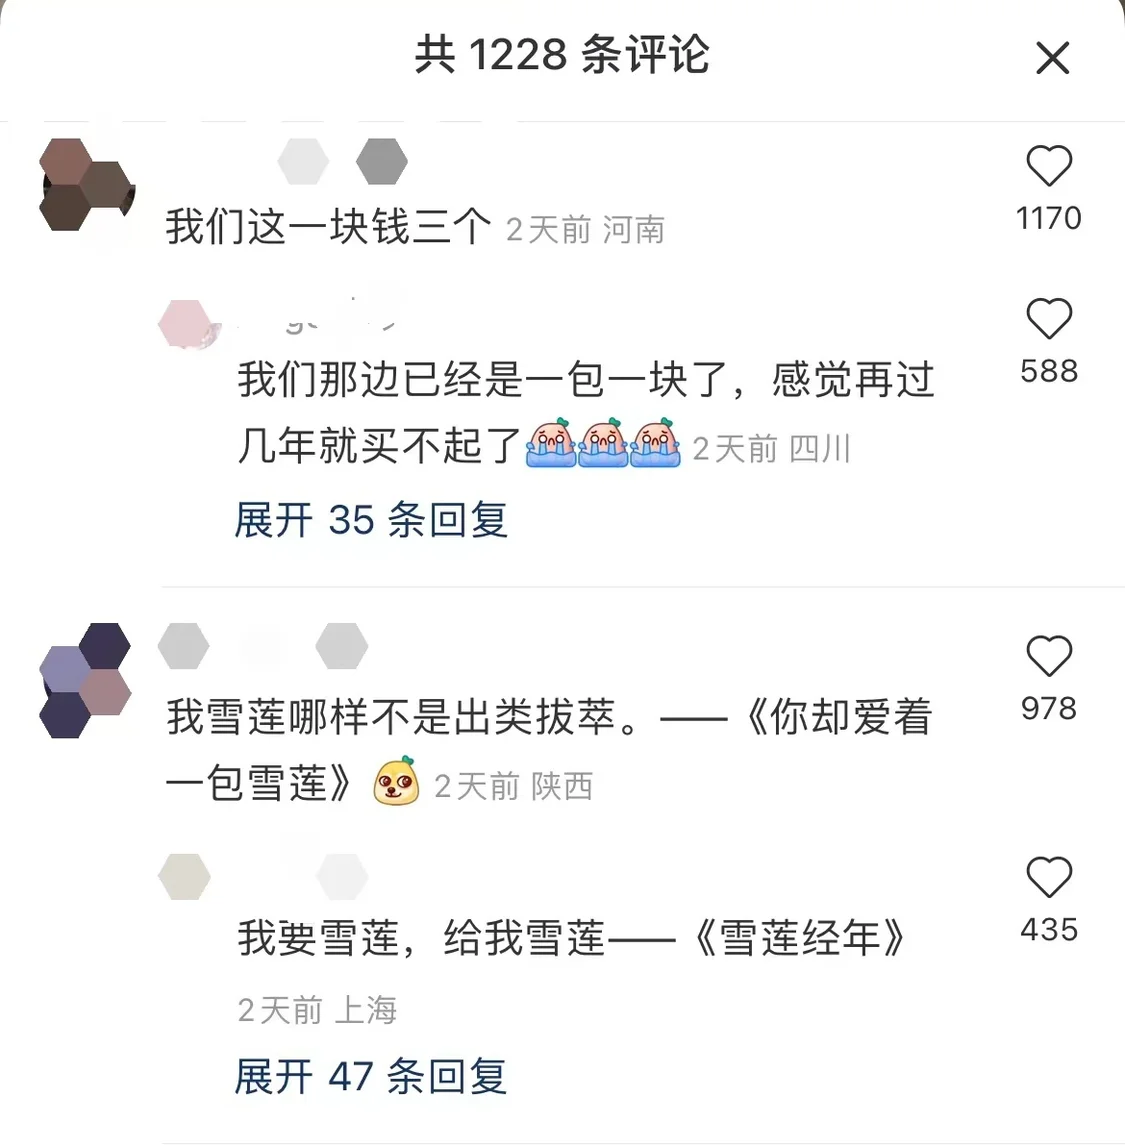 共 1228 条评论
我们这一块钱三个 2天前 河南
1170
我们那边已经是一包一块了，感觉再过
几年就买不起了 2天前 四川
588
展开 35 条回复
我雪莲哪样不是出类拔萃。——《你却爱着
一包雪莲》 2天前 陕西
978
我要雪莲，给我雪莲——《雪莲经年》
2天前 上海
435
展开 47 条回复